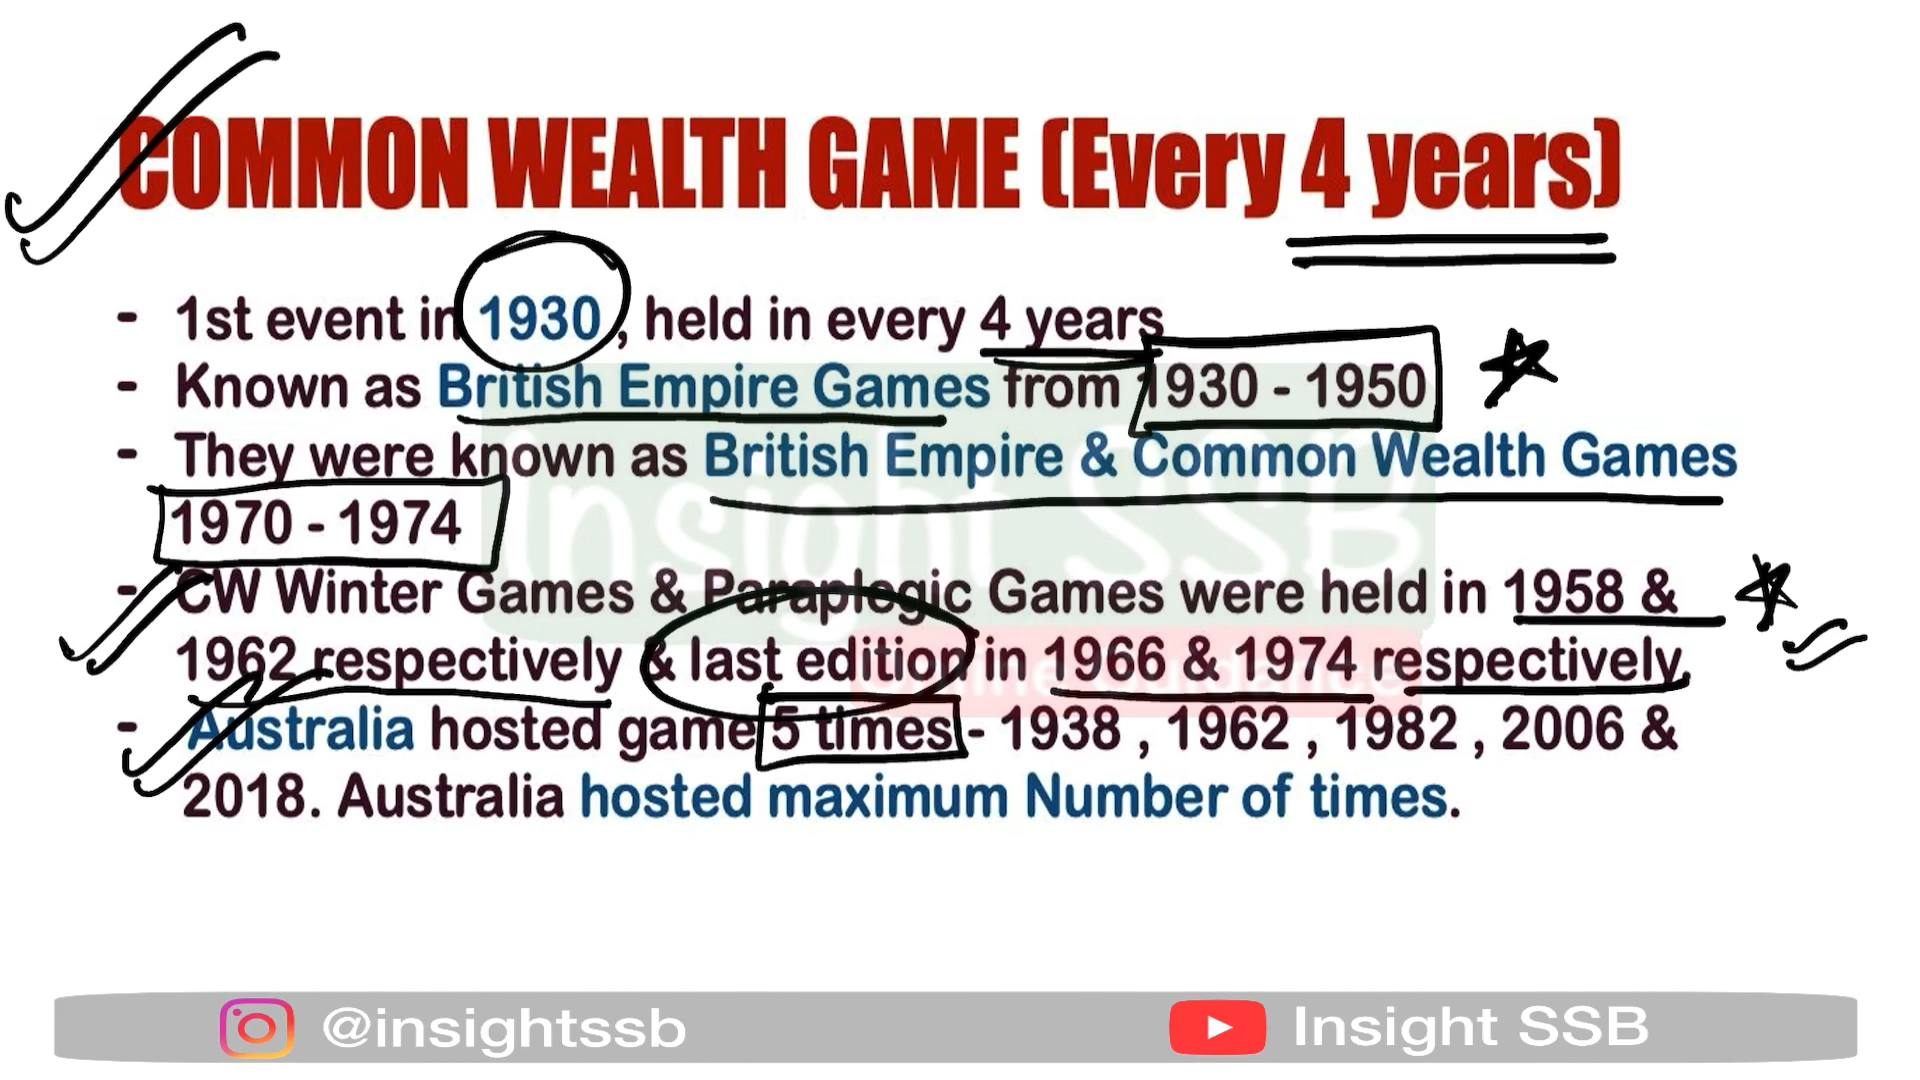 COMMON WEALTH GAME (Every 4 years)
- 1st event in 1930 , held in every 4 years
- Known as British Empire Games from 1930 - 1950
- They were known as British Empire & Common Wealth Games
1970 - 1974
- CW Winter Games & Paraplegic Games were held in 1958 &
1962 respectively & last edition in 1966 & 1974 respectively.
- Australia hosted game 5 times - 1938 , 1962 , 1982 , 2006 &
2018. Australia hosted maximum Number of times.
Insight SSB
@insightssb
Insight SSB